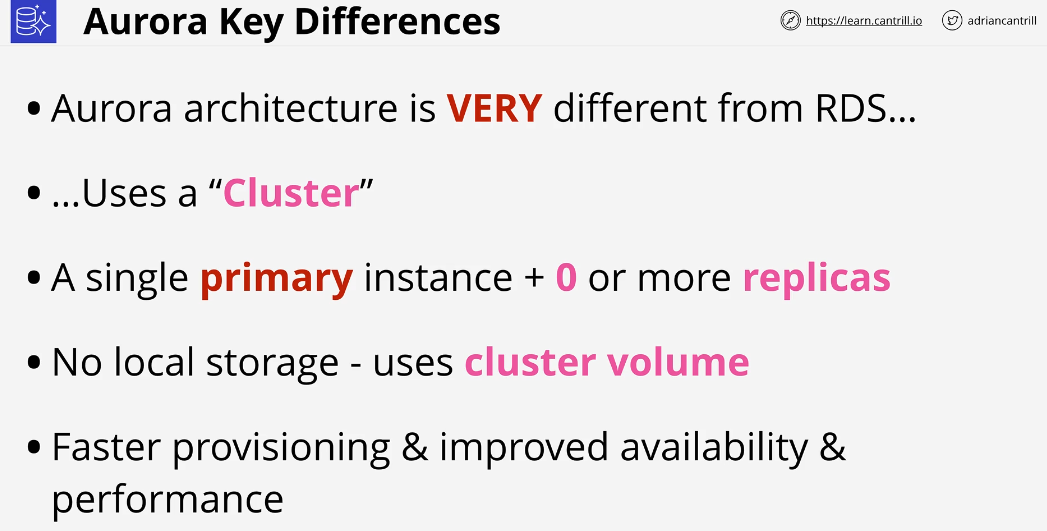 Aurora Key Differences
https://learn.cantrill.io
adriancantrill
• Aurora architecture is VERY different from RDS...
• ...Uses a “Cluster”
• A single primary instance + 0 or more replicas
• No local storage - uses cluster volume
• Faster provisioning & improved availability &
performance